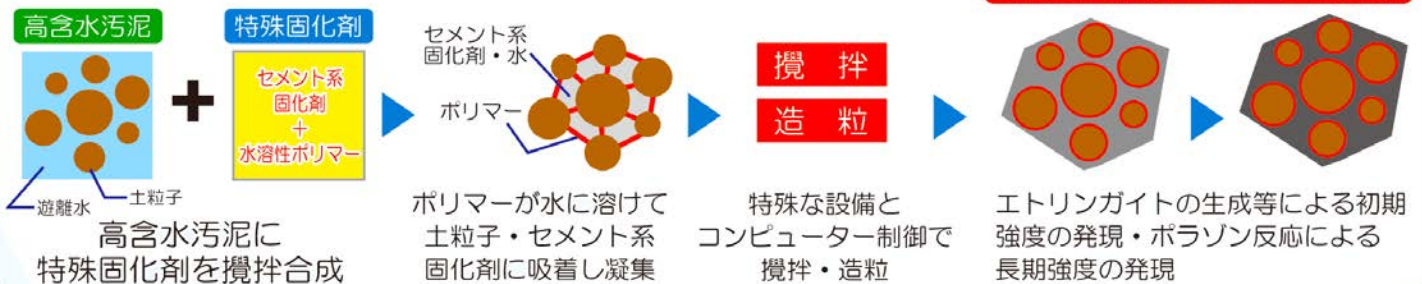 高含水汚泥
+
特殊固化剤
セメント系
固化剤
+
水溶性ポリマー
遊離水
土粒子
高含水汚泥に
特殊固化剤を攪拌合成
セメント系
固化剤・水
ポリマー
ポリマーが水に溶けて
土粒子・セメント系
固化剤に吸着し凝集
攪拌
造粒
特殊な設備と
コンピューター制御で
攪拌・造粒
エトリンガイトの生成等による初期
強度の発現・ポラゾン反応による
長期強度の発現